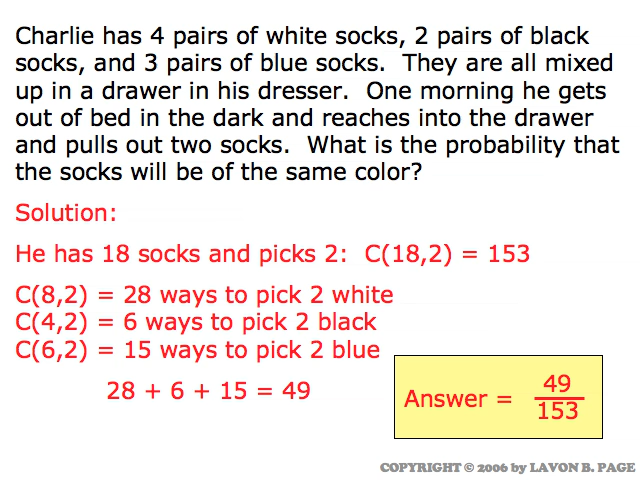 Charlie has 4 pairs of white socks, 2 pairs of black
socks, and 3 pairs of blue socks.  They are all mixed
up in a drawer in his dresser.  One morning he gets
out of bed in the dark and reaches into the drawer
and pulls out two socks.  What is the probability that
the socks will be of the same color?
Solution:
He has 18 socks and picks 2:  C(18,2) = 153
C(8,2) = 28 ways to pick 2 white
C(4,2) = 6 ways to pick 2 black
C(6,2) = 15 ways to pick 2 blue
28 + 6 + 15 = 49
Answer = 49/153
COPYRIGHT © 2006 by LAVON B. PAGE